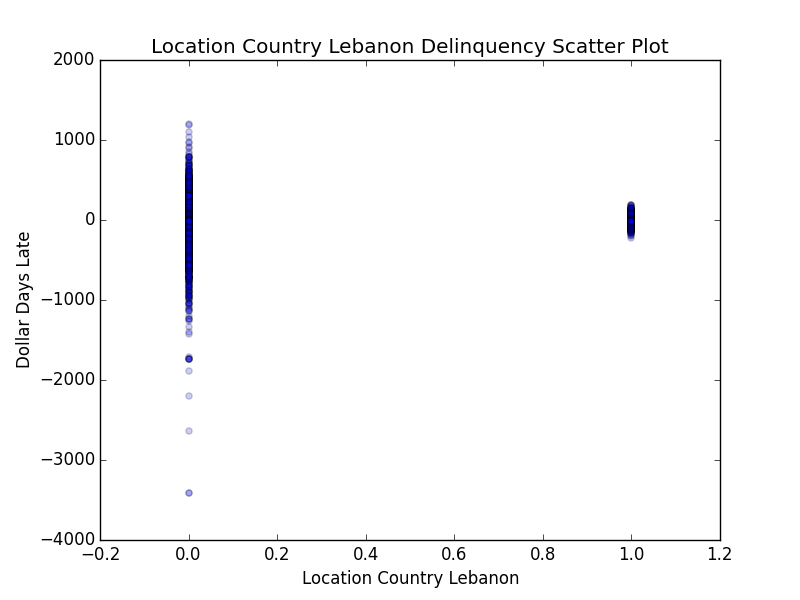 Location Country Lebanon Delinquency Scatter Plot
2000
1000
0
−1000
−2000
−3000
−4000
Dollar Days Late
−0.2 0.0 0.2 0.4 0.6 0.8 1.0 1.2
Location Country Lebanon